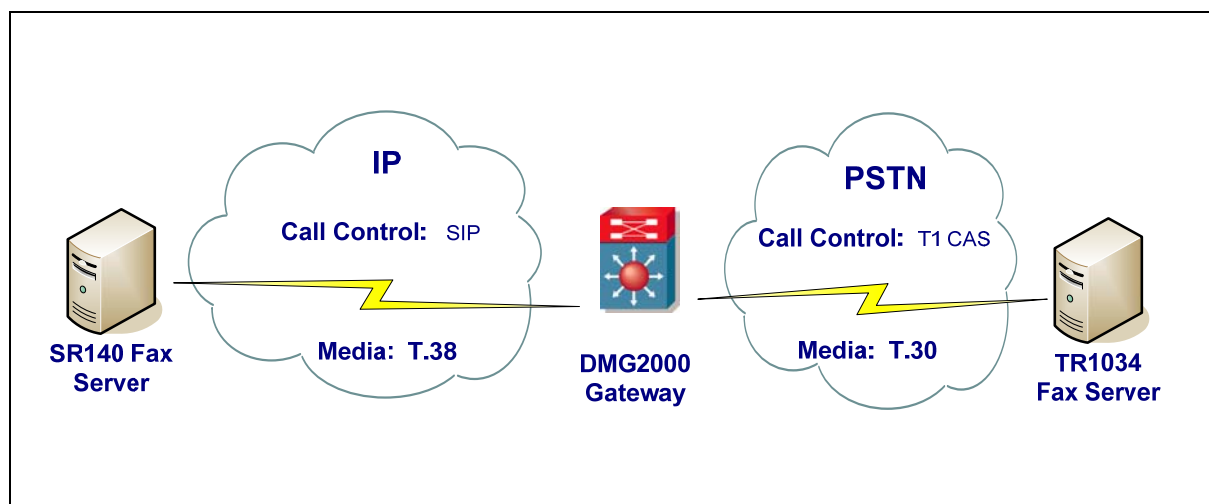 IP
Call Control: SIP
Media: T.38
PSTN
Call Control: T1 CAS
Media: T.30
SR140 Fax
Server
DMG2000
Gateway
TR1034
Fax Server